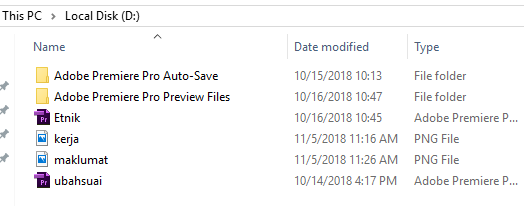 This PC > Local Disk (D:)
Name Date modified Type
Adobe Premiere Pro Auto-Save 10/15/2018 10:13 File folder
Adobe Premiere Pro Preview Files 10/16/2018 10:47 File folder
Pr Etnik 10/16/2018 10:45 Adobe Premiere P...
kerja 11/5/2018 11:16 AM PNG File
maklumat 11/5/2018 11:26 AM PNG File
Pr ubahsuai 10/14/2018 4:17 PM Adobe Premiere P...